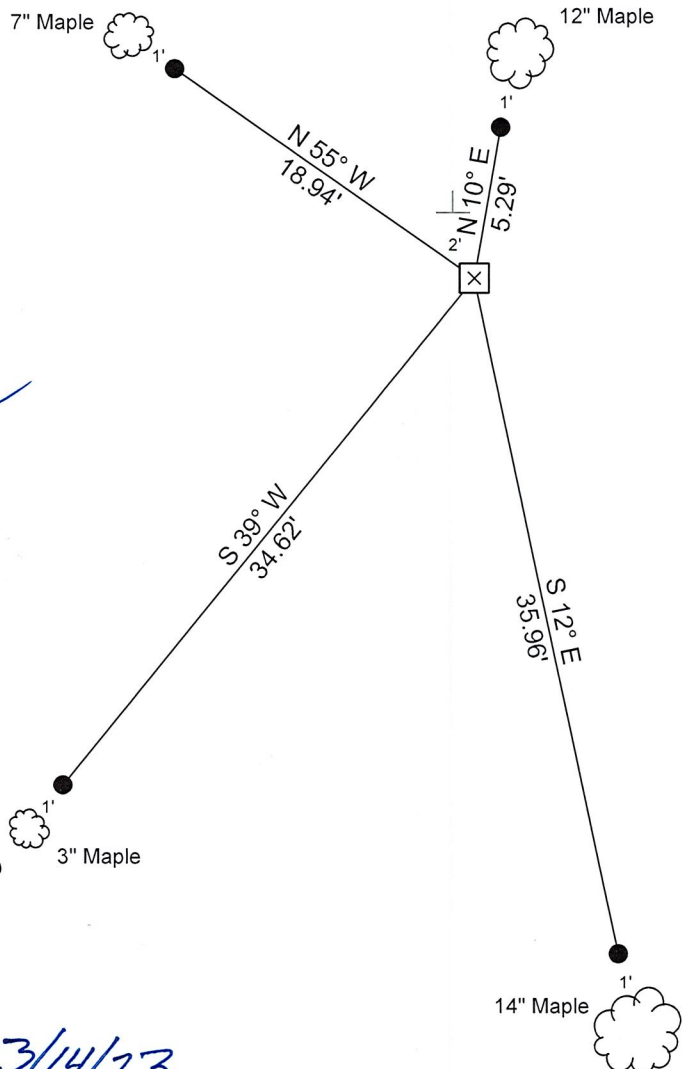 7" Maple
12" Maple
1'
1'
N 55° W
18.94'
N 10° E
5.29'
2'
S 39° W
34.62'
S 12° E
35.96'
1'
3" Maple
1'
14" Maple
3/14/23